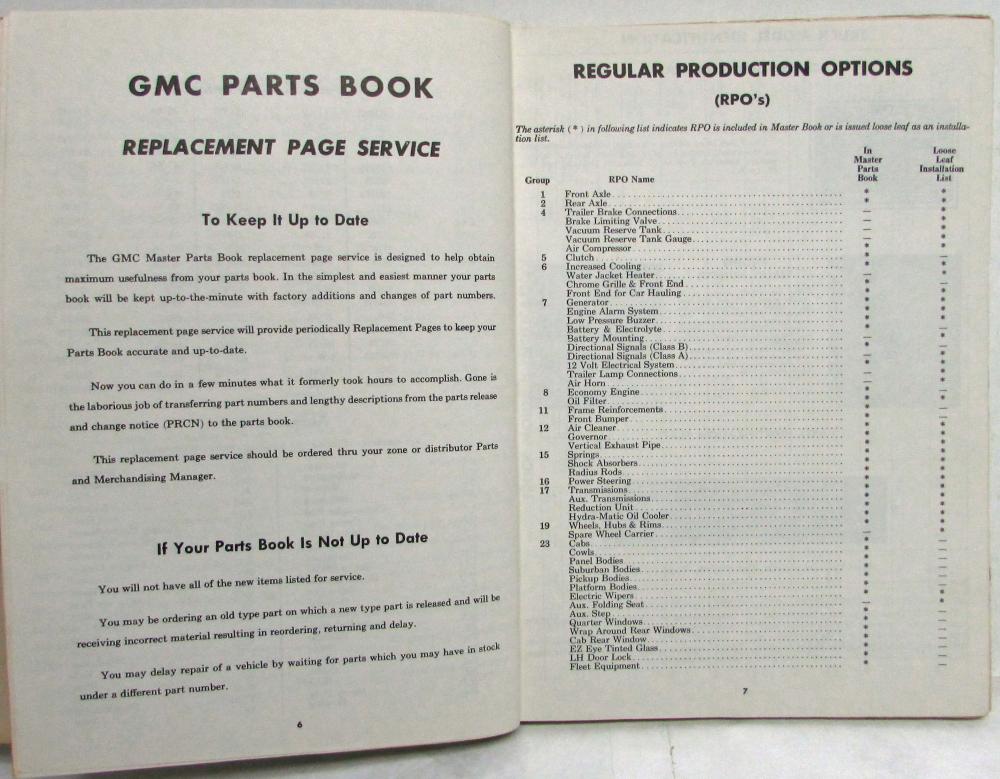 GMC PARTS BOOK
REPLACEMENT PAGE SERVICE
To Keep It Up to Date
The GMC Master Parts Book replacement page service is designed to help obtain
maximum usefulness from your parts book. In the simplest and easiest manner your parts
book will be kept up-to-the-minute with factory additions and changes of part numbers.
This replacement page service will provide periodically Replacement Pages to keep your
Parts Book accurate and up-to-date.
Now you can do in a few minutes what it formerly took hours to accomplish. Gone is
the laborious job of transferring part numbers and lengthy descriptions from the parts release
and change notice (PRCN) to the parts book.
This replacement page service should be ordered thru your zone or distributor Parts
and Merchandising Manager.
If Your Parts Book Is Not Up to Date
You will not have all of the new items listed for service.
You may be ordering an old type part on which a new type part is released and will be
receiving incorrect material resulting in reordering, returning and delay.
You may delay repair of a vehicle by waiting for parts which you may have in stock
under a different part number.
6
REGULAR PRODUCTION OPTIONS
(RPO's)
The asterisk (*) in following list indicates RPO is included in Master Book or is issued loose leaf as an installa-
tion list.
In Loose
Master Leaf
Parts Installation
Group RPO Name Book List
1 Front Axle
2 Rear Axle
4 Trailer Brake Connections
Brake Limiting Valve
Vacuum Reserve Tank
Vacuum Reserve Tank Gauge
Air Compressor
5 Clutch
6 Increased Cooling
Water Jacket Heater
Chrome Grille & Front End
Front End for Car Hauling
7 Generator
Engine Alarm System
Low Pressure Buzzer
Battery & Electrolyte
Battery Mounting
Directional Signals (Class B)
Directional Signals (Class A)
12 Volt Electrical System
Trailer Lamp Connections
Air Horn
8 Economy Engine
Oil Filter
11 Frame Reinforcements
Front Bumper
12 Air Cleaner
Governor
Vertical Exhaust Pipe
15 Springs
Shock Absorbers
Radius Rods
16 Power Steering
17 Transmissions
Aux. Transmissions
Reduction Unit
Hydra-Matic Oil Cooler
19 Wheels, Hubs & Rims
Spare Wheel Carrier
23 Cabs
Cowls
Panel Bodies
Suburban Bodies
Pickup Bodies
Platform Bodies
Electric Wipers
Aux. Folding Seat
Aux. Step
Quarter Windows
Wrap Around Rear Windows
Cab Rear Window
EZ Eye Tinted Glass
LH Door Lock
Fleet Equipment
7